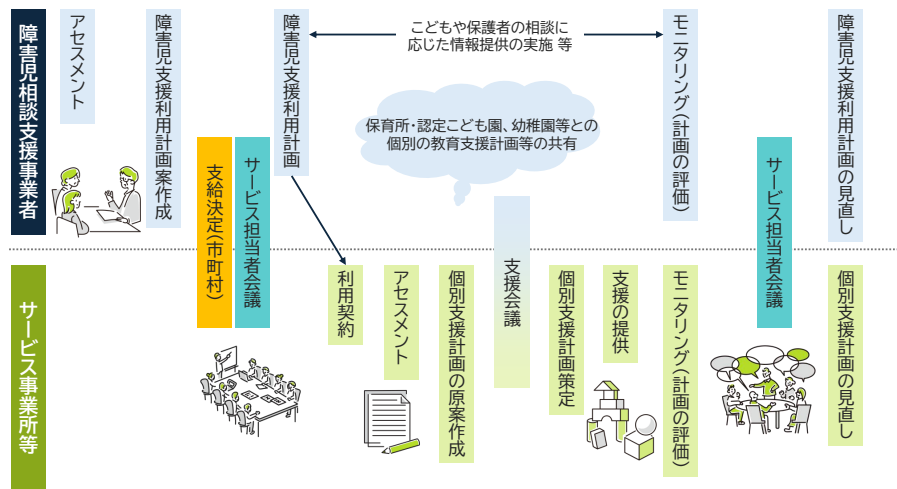 障害児相談支援事業者
アセスメント
障害児支援利用計画案作成
支給決定(市町村)
サービス担当者会議
障害児支援利用計画
こどもや保護者の相談に
応じた情報提供の実施 等
保育所・認定こども園、幼稚園等との
個別の教育支援計画等の共有
モニタリング(計画の評価)
サービス担当者会議
障害児支援利用計画の見直し
サービス事業所等
利用契約
アセスメント
個別支援計画の原案作成
支援会議
個別支援計画策定
支援の提供
モニタリング(計画の評価)
個別支援計画の見直し